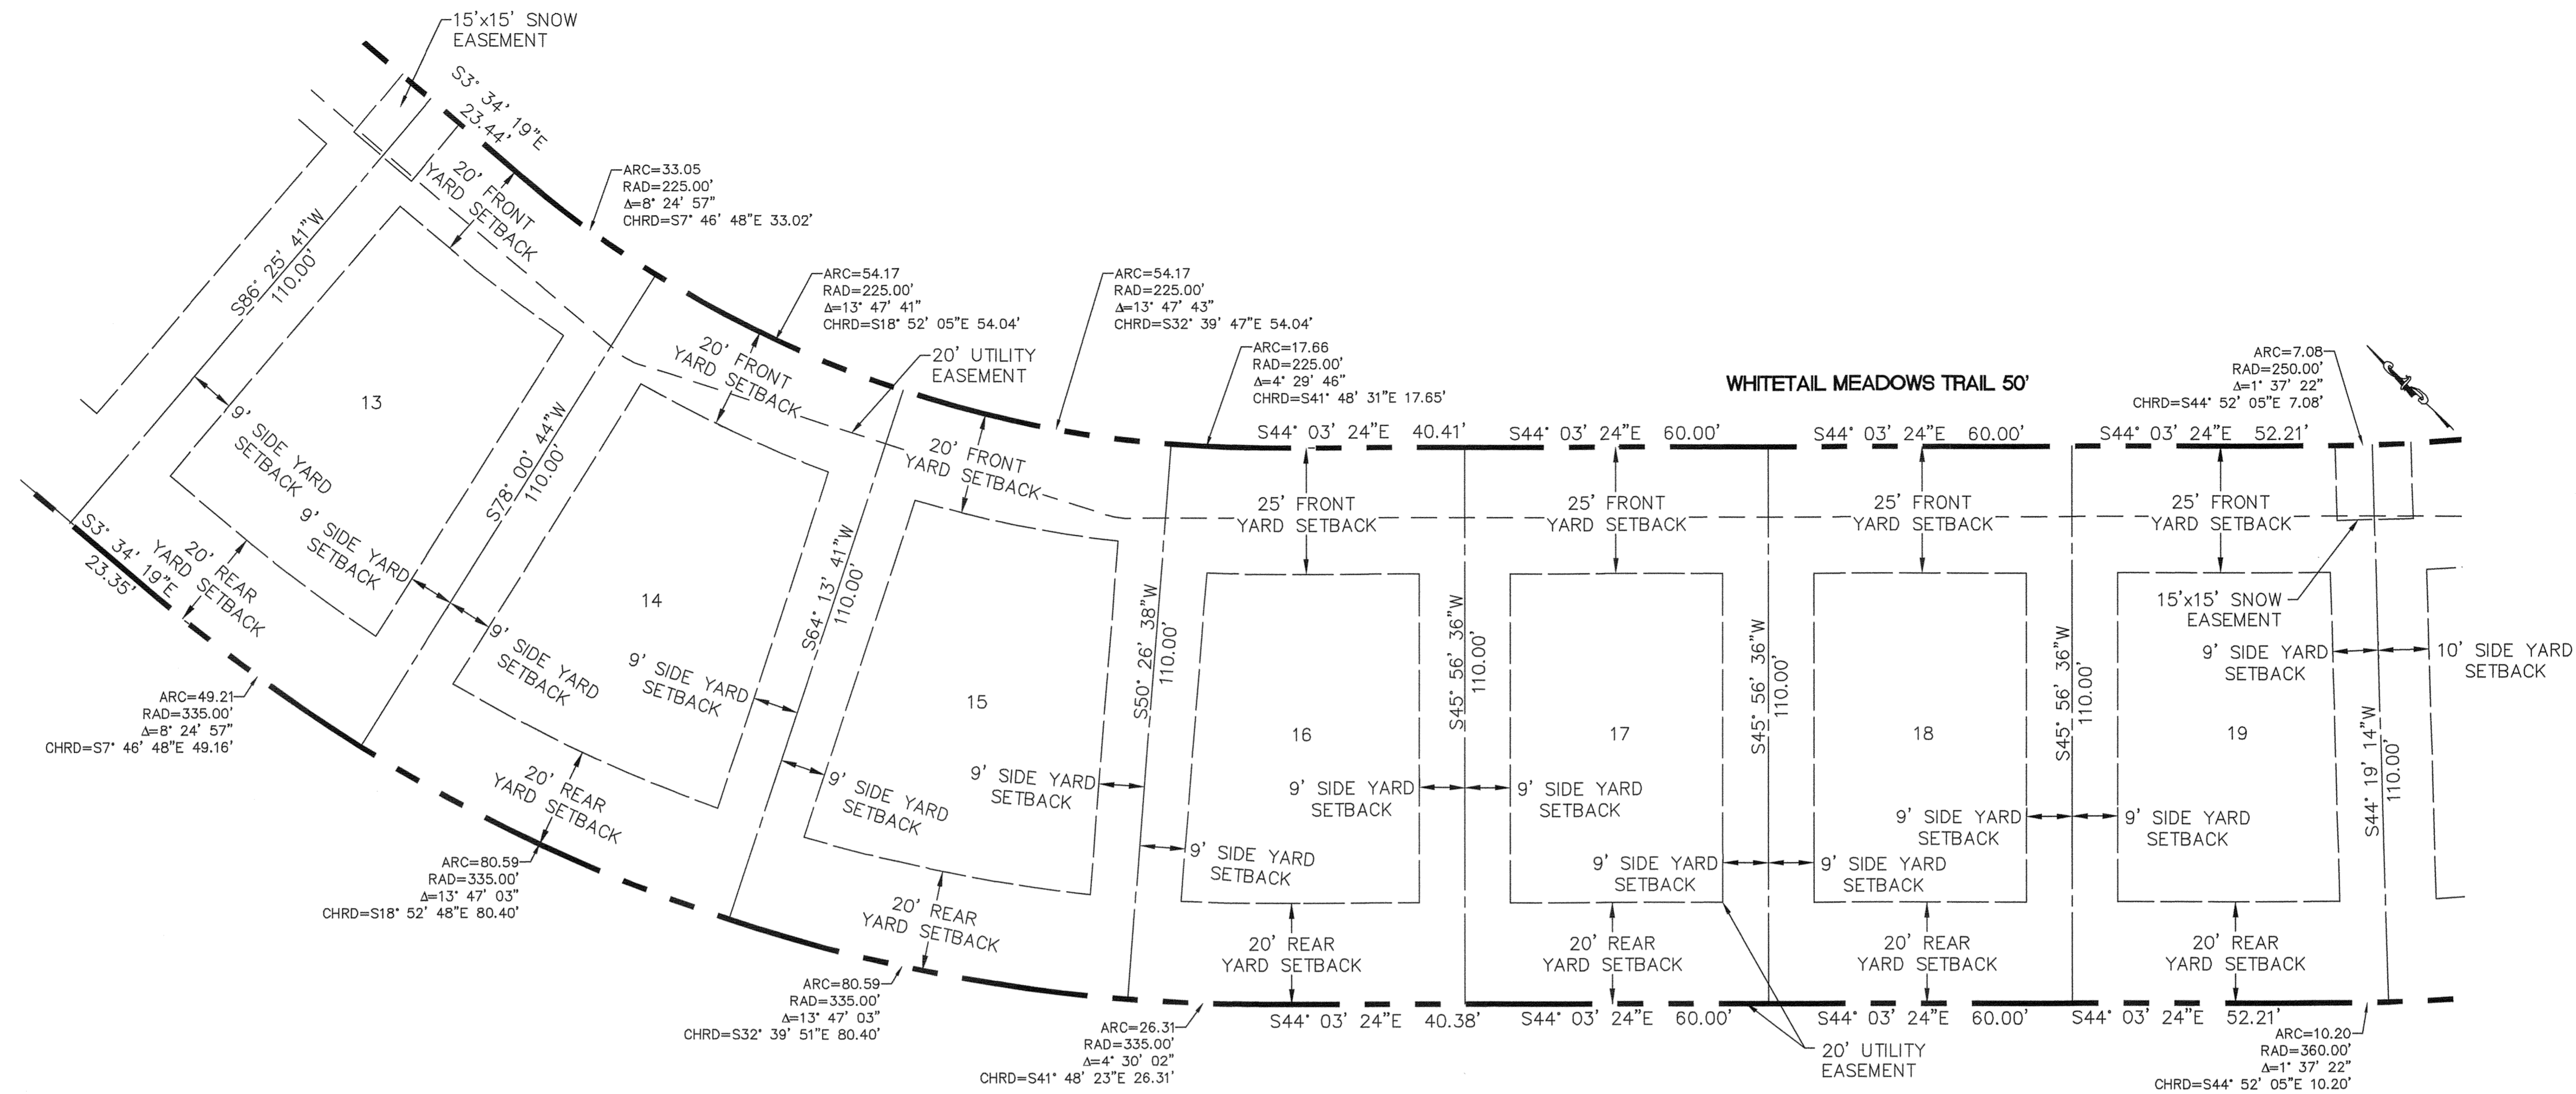 15'x15' SNOW
EASEMENT
S3° 34' 19"E
23.44'
20' FRONT
YARD SETBACK
ARC=33.05
RAD=225.00'
Δ=8° 24' 57"
CHRD=S7° 46' 48"E 33.02'
S86° 25' 41"W
110.00'
13
9' SIDE YARD
SETBACK
9' SIDE YARD
SETBACK
S3° 34' 19"E
23.35'
20' REAR
YARD SETBACK
ARC=49.21
RAD=335.00'
Δ=8° 24' 57"
CHRD=S7° 46' 48"E 49.16'
S78° 00' 44"W
110.00'
ARC=54.17
RAD=225.00'
Δ=13° 47' 41"
CHRD=S18° 52' 05"E 54.04'
20' FRONT
YARD SETBACK
20' UTILITY
EASEMENT
14
9' SIDE YARD
SETBACK
9' SIDE YARD
SETBACK
20' REAR
YARD SETBACK
ARC=80.59
RAD=335.00'
Δ=13° 47' 03"
CHRD=S18° 52' 48"E 80.40'
S64° 13' 41"W
110.00'
ARC=54.17
RAD=225.00'
Δ=13° 47' 43"
CHRD=S32° 39' 47"E 54.04'
20' FRONT
YARD SETBACK
15
9' SIDE YARD
SETBACK
9' SIDE YARD
SETBACK
20' REAR
YARD SETBACK
ARC=80.59
RAD=335.00'
Δ=13° 47' 03"
CHRD=S32° 39' 51"E 80.40'
S50° 26' 38"W
110.00'
ARC=17.66
RAD=225.00'
Δ=4° 29' 46"
CHRD=S41° 48' 31"E 17.65'
S44° 03' 24"E 40.41'
25' FRONT
YARD SETBACK
16
9' SIDE YARD
SETBACK
9' SIDE YARD
SETBACK
20' REAR
YARD SETBACK
S44° 03' 24"E 40.38'
ARC=26.31
RAD=335.00'
Δ=4° 30' 02"
CHRD=S41° 48' 23"E 26.31'
S45° 56' 36"W
110.00'
WHITETAIL MEADOWS TRAIL 50'
S44° 03' 24"E 60.00'
25' FRONT
YARD SETBACK
17
9' SIDE YARD
SETBACK
9' SIDE YARD
SETBACK
20' REAR
YARD SETBACK
S44° 03' 24"E 60.00'
20' UTILITY
EASEMENT
S45° 56' 36"W
110.00'
S44° 03' 24"E 60.00'
25' FRONT
YARD SETBACK
18
9' SIDE YARD
SETBACK
9' SIDE YARD
SETBACK
20' REAR
YARD SETBACK
S44° 03' 24"E 60.00'
S45° 56' 36"W
110.00'
ARC=7.08
RAD=250.00'
Δ=1° 37' 22"
CHRD=S44° 52' 05"E 7.08'
S44° 03' 24"E 52.21'
25' FRONT
YARD SETBACK
15'x15' SNOW
EASEMENT
9' SIDE YARD
SETBACK
10' SIDE YARD
SETBACK
19
9' SIDE YARD
SETBACK
S44° 19' 14"W
110.00'
20' REAR
YARD SETBACK
S44° 03' 24"E 52.21'
ARC=10.20
RAD=360.00'
Δ=1° 37' 22"
CHRD=S44° 52' 05"E 10.20'